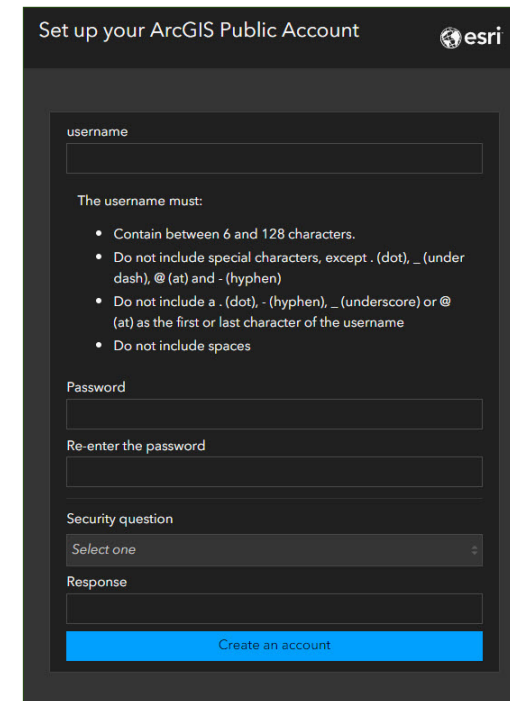 Set up your ArcGIS Public Account
esri
username
The username must:
• Contain between 6 and 128 characters.
• Do not include special characters, except . (dot), _ (under
dash), @ (at) and - (hyphen)
• Do not include a . (dot), - (hyphen), _ (underscore) or @
(at) as the first or last character of the username
• Do not include spaces
Password
Re-enter the password
Security question
Select one
Response
Create an account